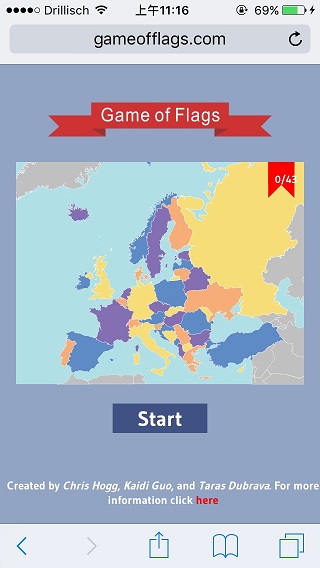 Drillisch 上午11:16 69%
gameofflags.com
Game of Flags
0/43
Start
Created by Chris Hogg, Kaidi Guo, and Taras Dubrava. For more
information click here